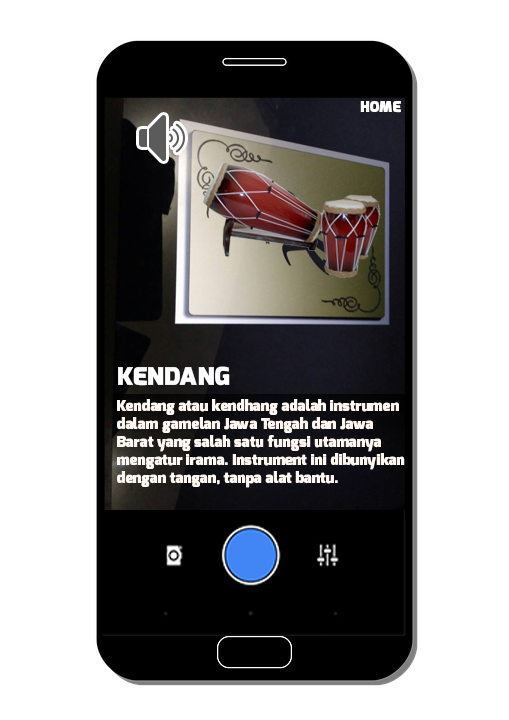 HOME
KENDANG
Kendang atau kendhang adalah instrumen
dalam gamelan Jawa Tengah dan Jawa
Barat yang salah satu fungsi utamanya
mengatur irama. Instrument ini dibunyikan
dengan tangan, tanpa alat bantu.